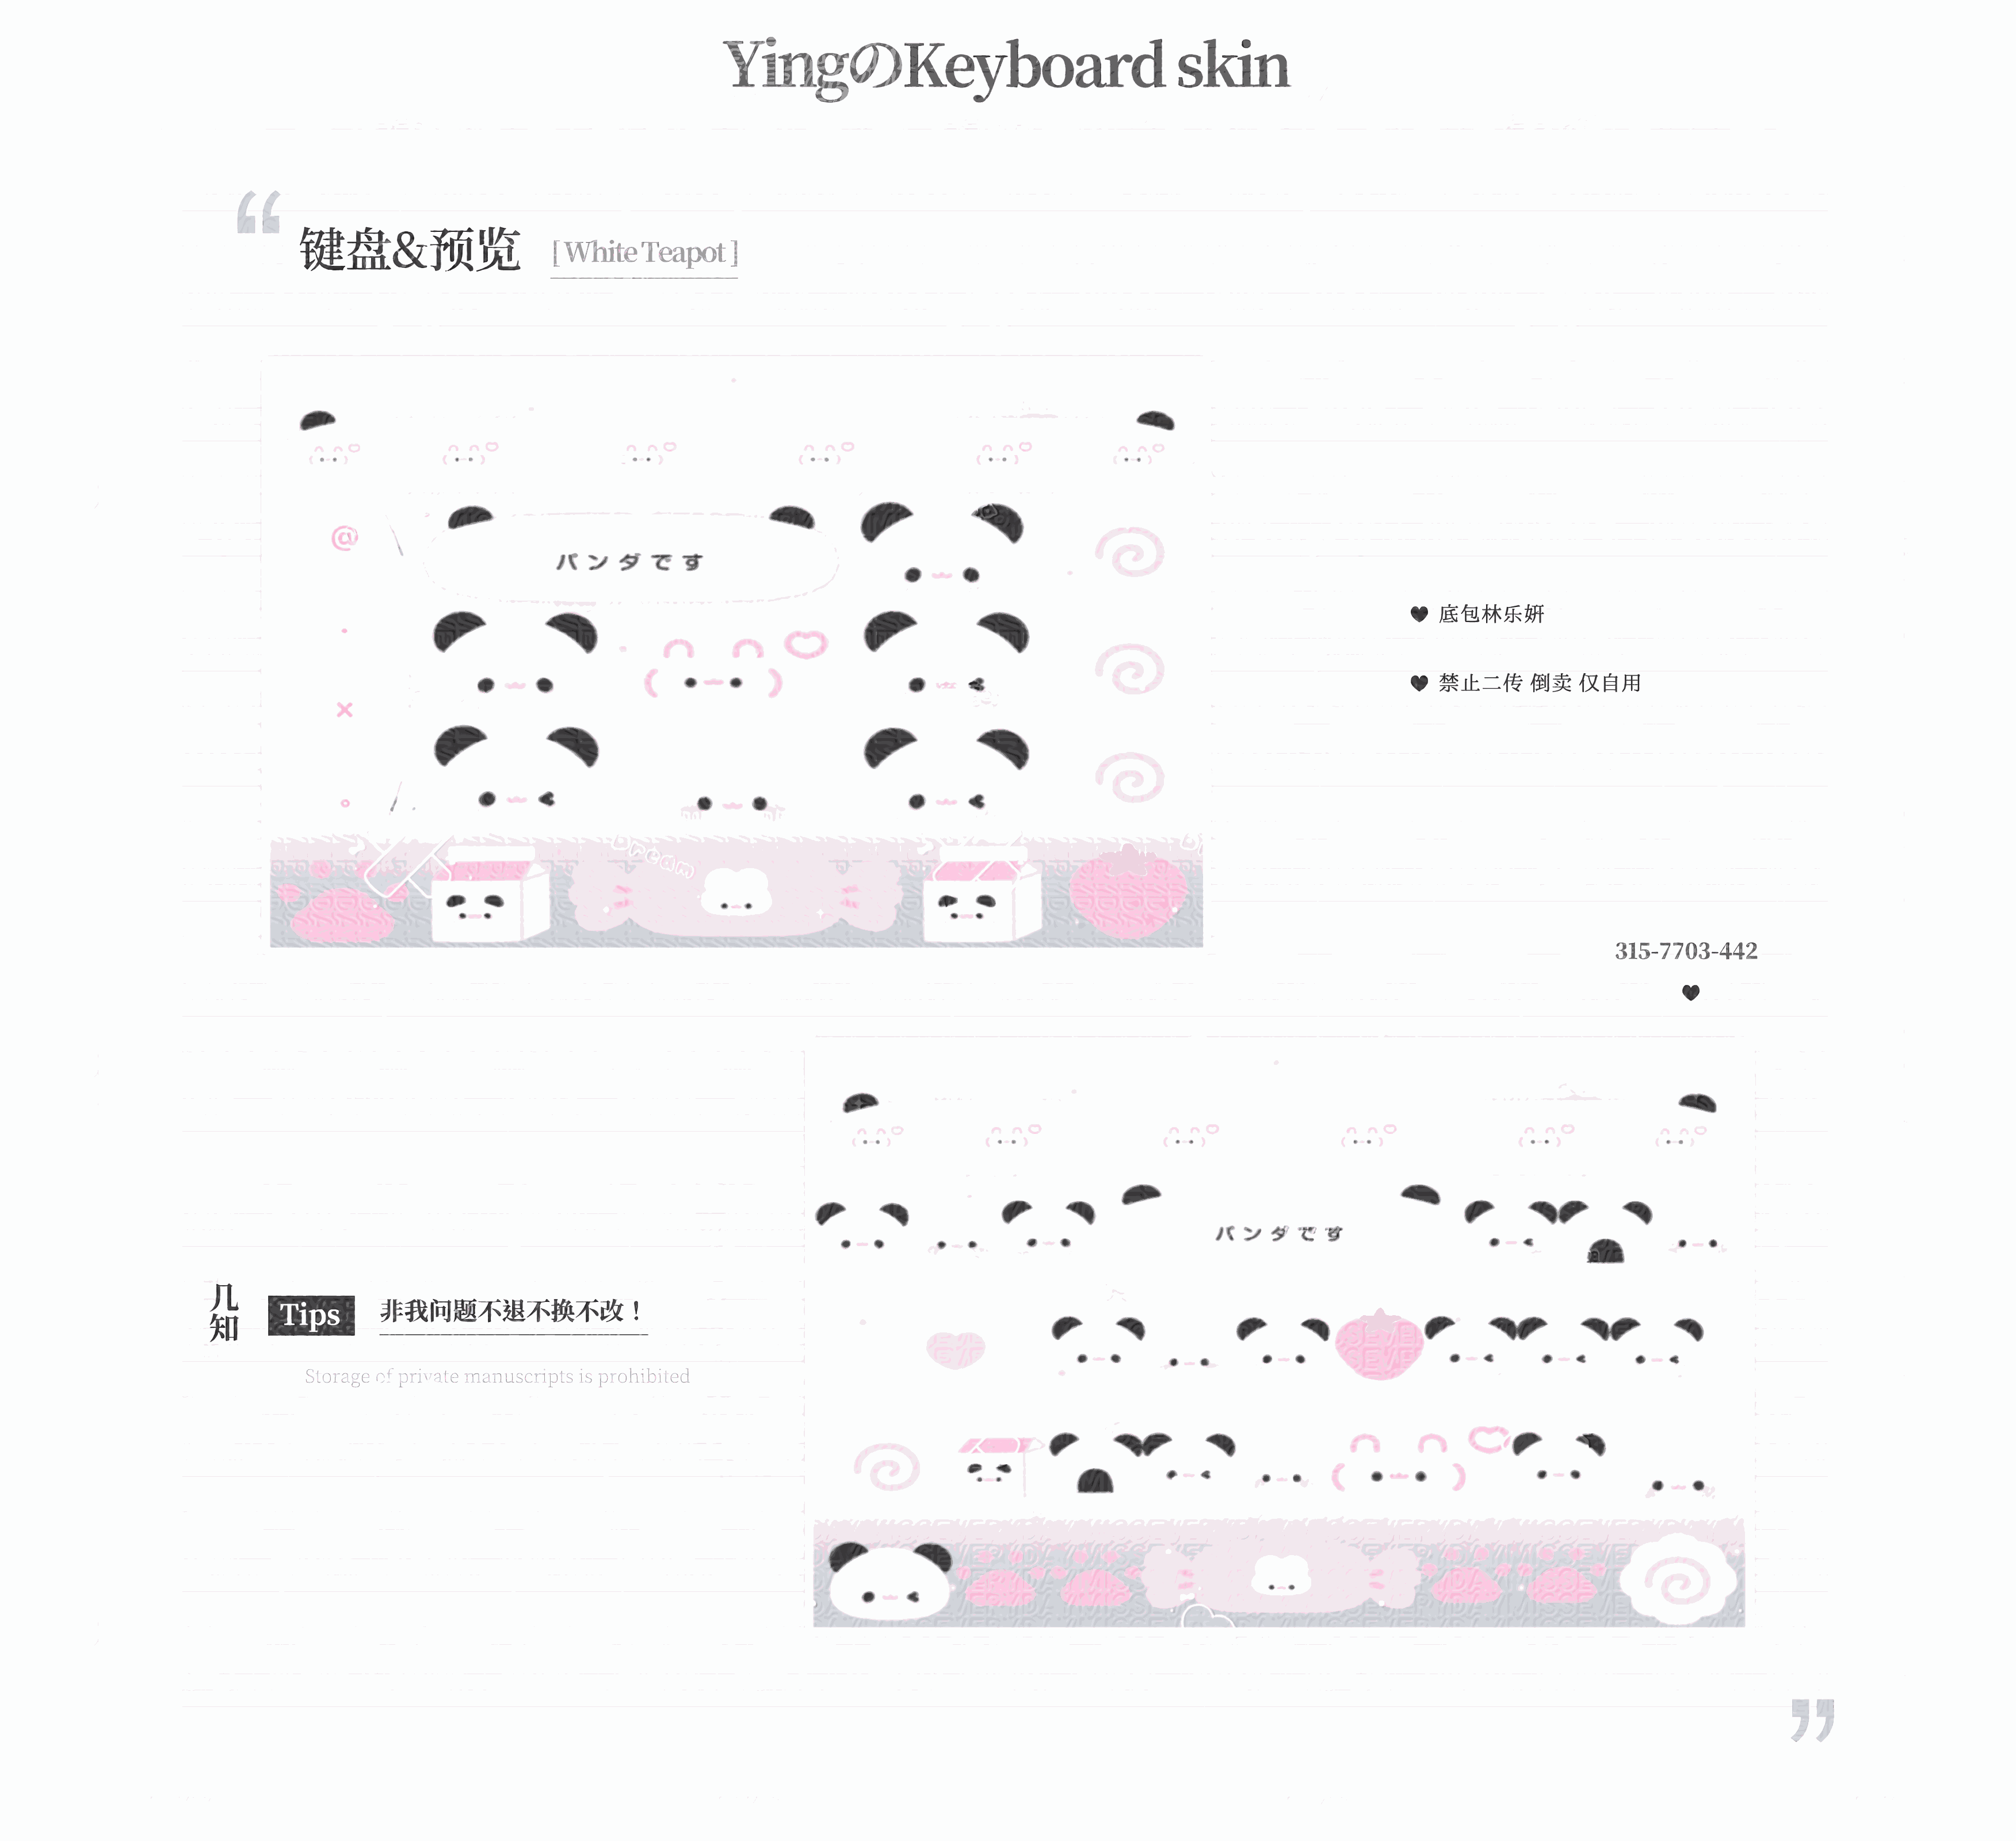 YingのKeyboard skin
键盘&预览 [ White Teapot ]
@
パンダです
Dream
♥ 底包林乐妍
♥ 禁止二传 倒卖 仅自用
315-7703-442
♥
パンダです
几知
Tips 非我问题不退不换不改！
Storage of private manuscripts is prohibited